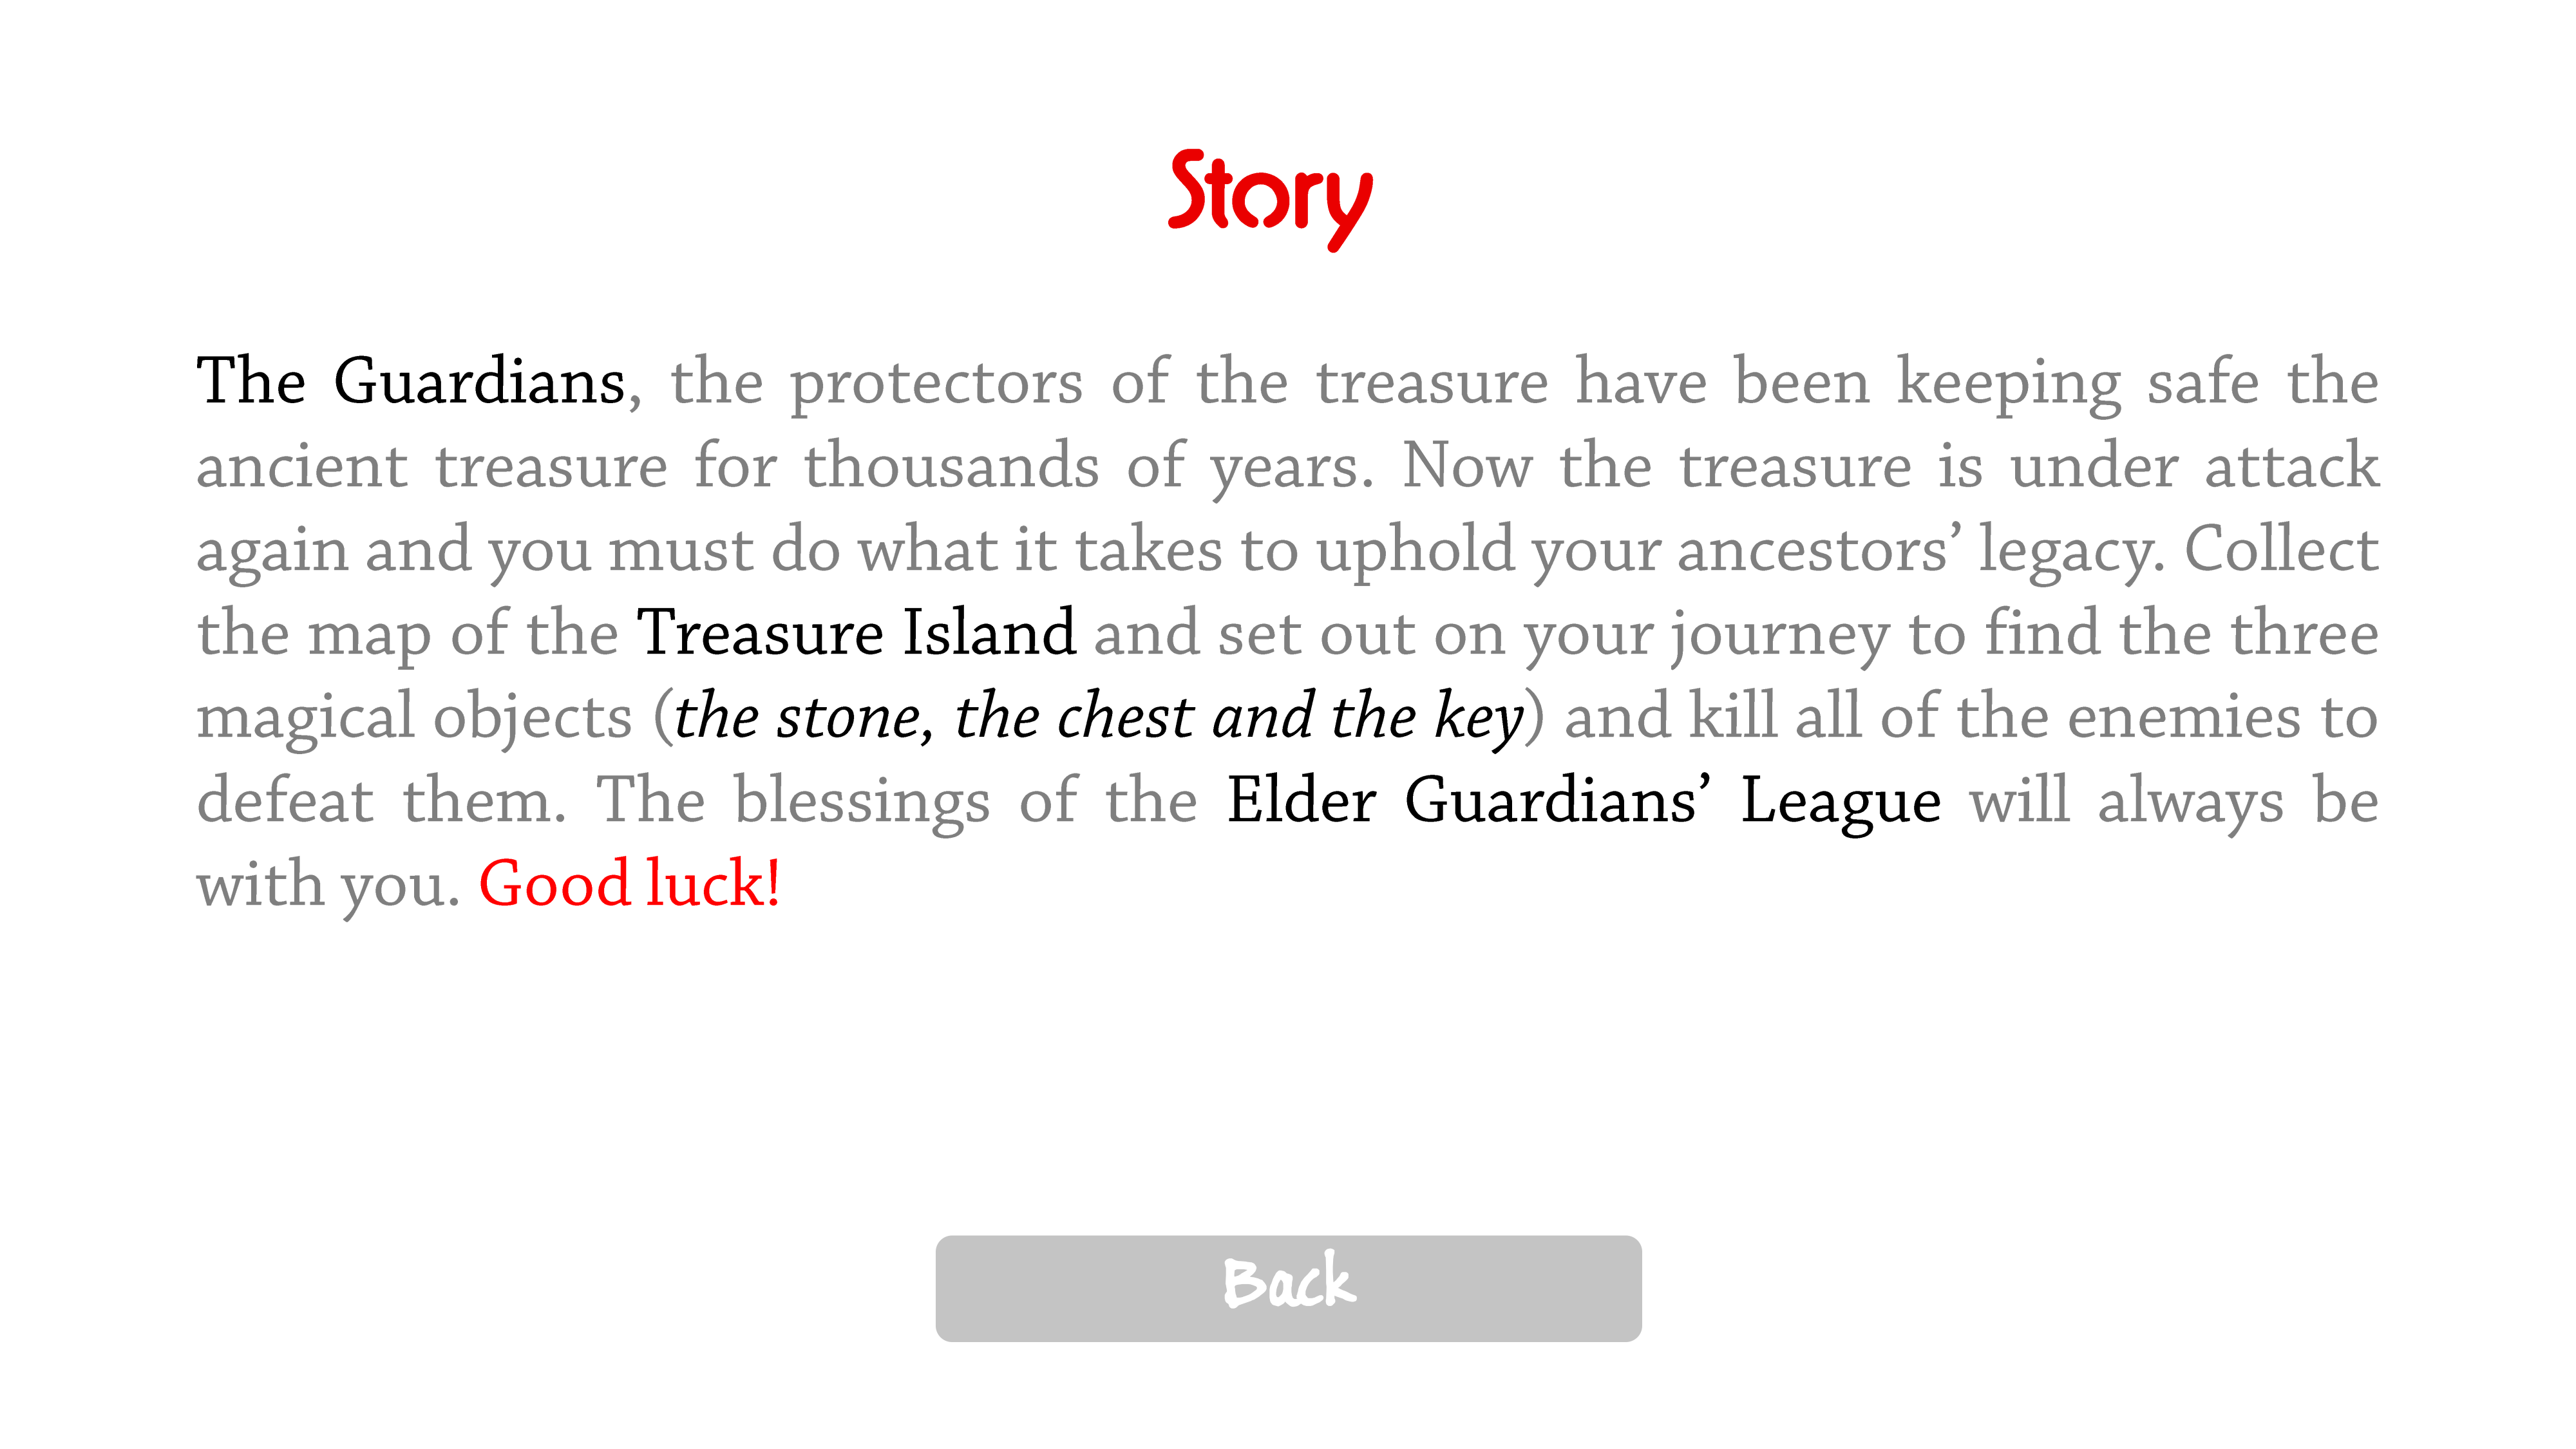 Story
The Guardians, the protectors of the treasure have been keeping safe the
ancient treasure for thousands of years. Now the treasure is under attack
again and you must do what it takes to uphold your ancestors’ legacy. Collect
the map of the Treasure Island and set out on your journey to find the three
magical objects (the stone, the chest and the key) and kill all of the enemies to
defeat them. The blessings of the Elder Guardians’ League will always be
with you. Good luck!
Back